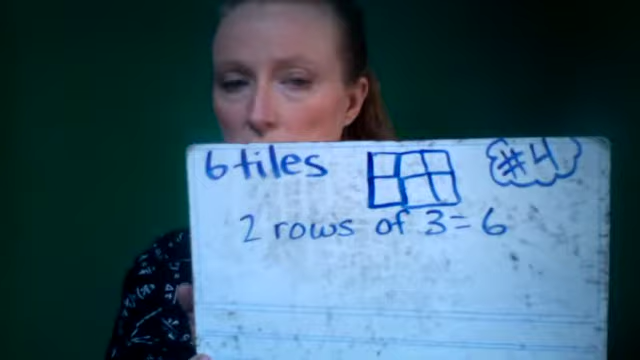 6 tiles #4
2 rows of 3 = 6